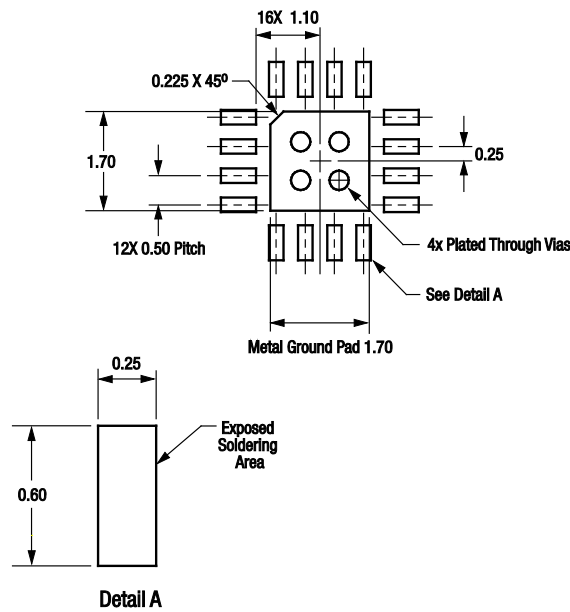 16X 1.10
0.225 X 45º
1.70
0.25
12X 0.50 Pitch
4x Plated Through Vias
See Detail A
Metal Ground Pad 1.70
0.25
Exposed
Soldering
Area
0.60
Detail A